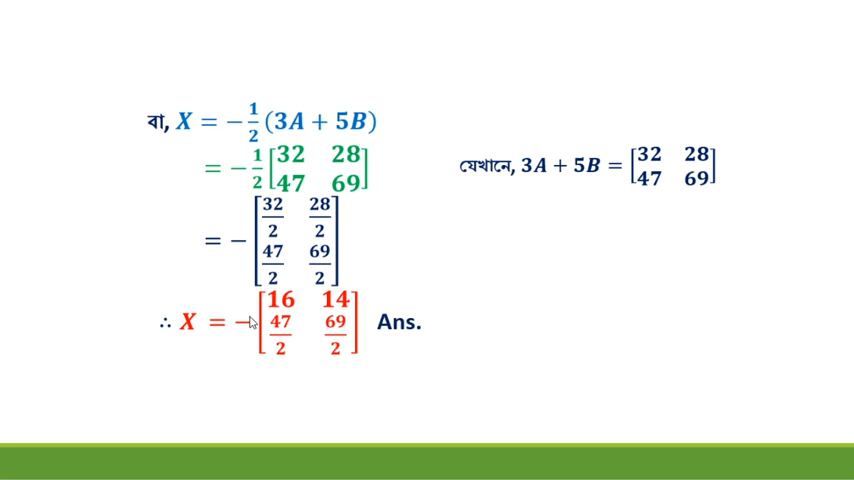 বা, X = −1/2 (3A + 5B)
= −1/2 [32 28
47 69]
যেখানে, 3A + 5B = [32 28
47 69]
= − [32/2 28/2
47/2 69/2]
∴ X = − [16 14
47/2 69/2] Ans.